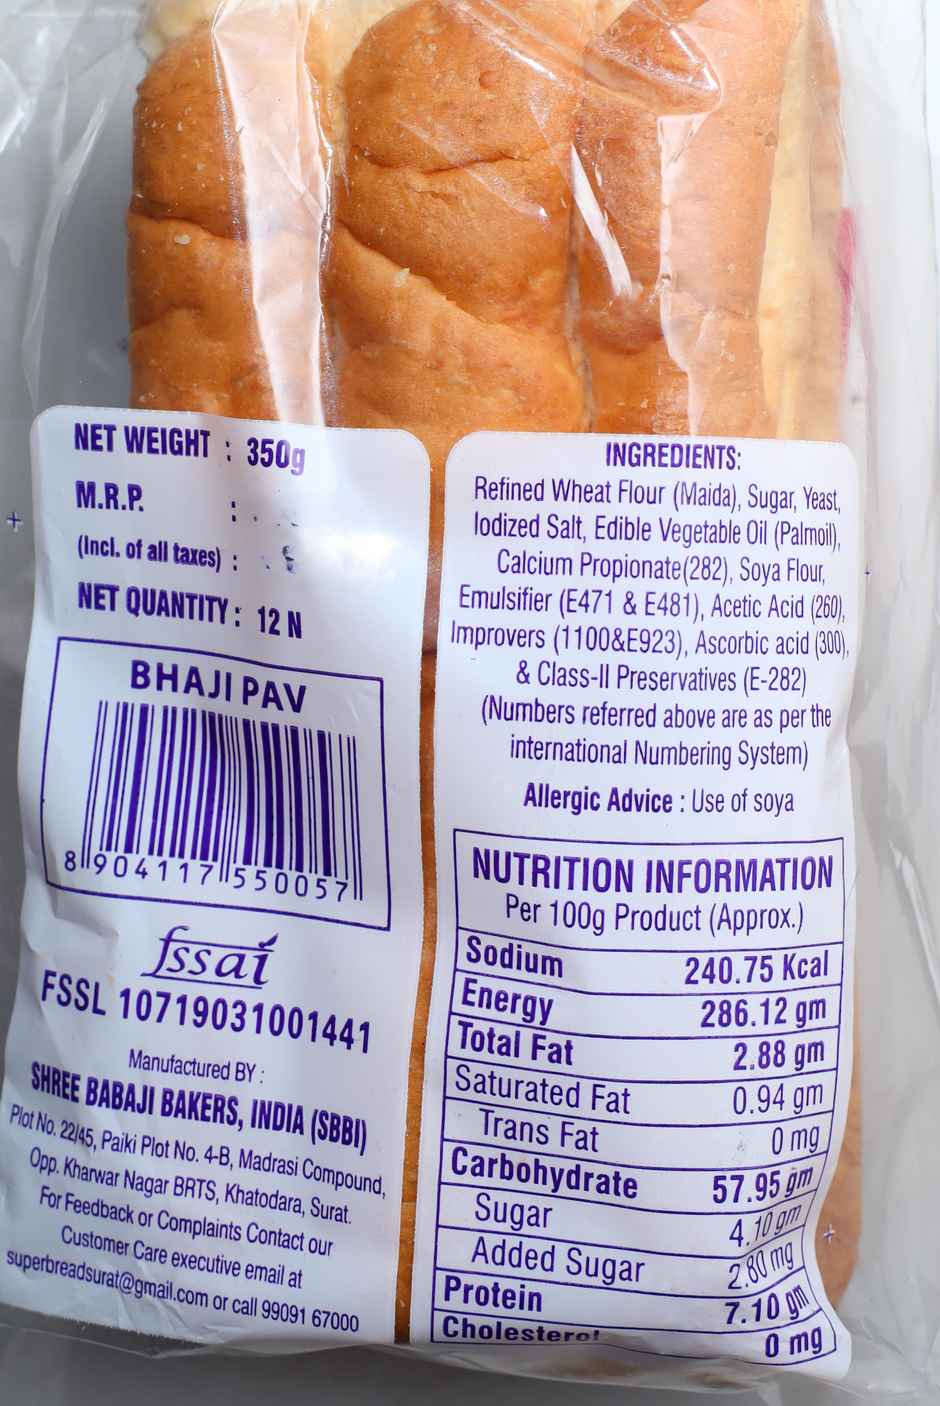 NET WEIGHT : 350g
M.R.P. :
(Incl. of all taxes) :
NET QUANTITY : 12 N
BHAJI PAV
8 904117 550057
fssai
FSSL 10719031001441
Manufactured BY :
SHREE BABAJI BAKERS, INDIA (SBBI)
Plot No. 22/45, Paiki Plot No. 4-B, Madrasi Compound,
Opp. Kharwar Nagar BRTS, Khatodara, Surat.
For Feedback or Complaints Contact our
Customer Care executive email at
superbreadsurat@gmail.com or call 99091 67000
INGREDIENTS:
Refined Wheat Flour (Maida), Sugar, Yeast,
Iodized Salt, Edible Vegetable Oil (Palmoil),
Calcium Propionate(282), Soya Flour,
Emulsifier (E471 & E481), Acetic Acid (260),
Improvers (1100&E923), Ascorbic acid (300),
& Class-II Preservatives (E-282)
(Numbers referred above are as per the
international Numbering System)
Allergic Advice : Use of soya
NUTRITION INFORMATION
Per 100g Product (Approx.)
Sodium 240.75 Kcal
Energy 286.12 gm
Total Fat 2.88 gm
Saturated Fat 0.94 gm
Trans Fat 0 mg
Carbohydrate 57.95 gm
Sugar 4.10 gm
Added Sugar 2.80 mg
Protein 7.10 gm
Cholesterol 0 mg